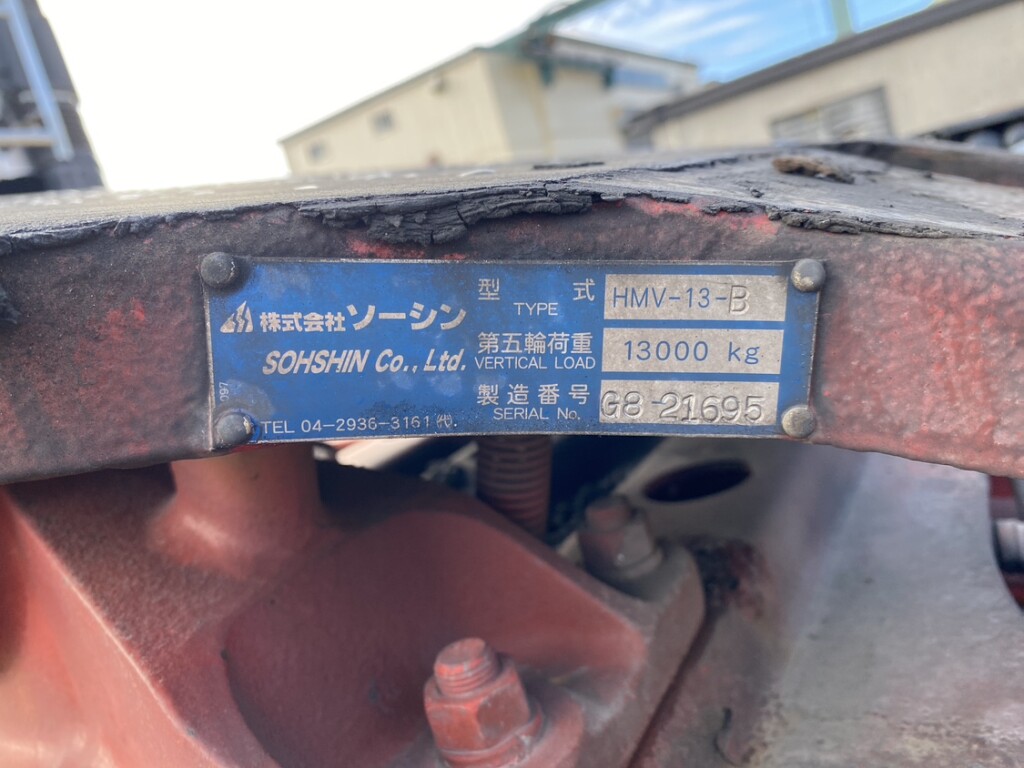 株式会社ソーシン
SOHSHIN Co., Ltd.
TEL 04-2936-3161 ㈹.
097
型 式 HMV-13-B
TYPE
第五輪荷重 13000 kg
VERTICAL LOAD
製造番号 G8-21695
SERIAL No.